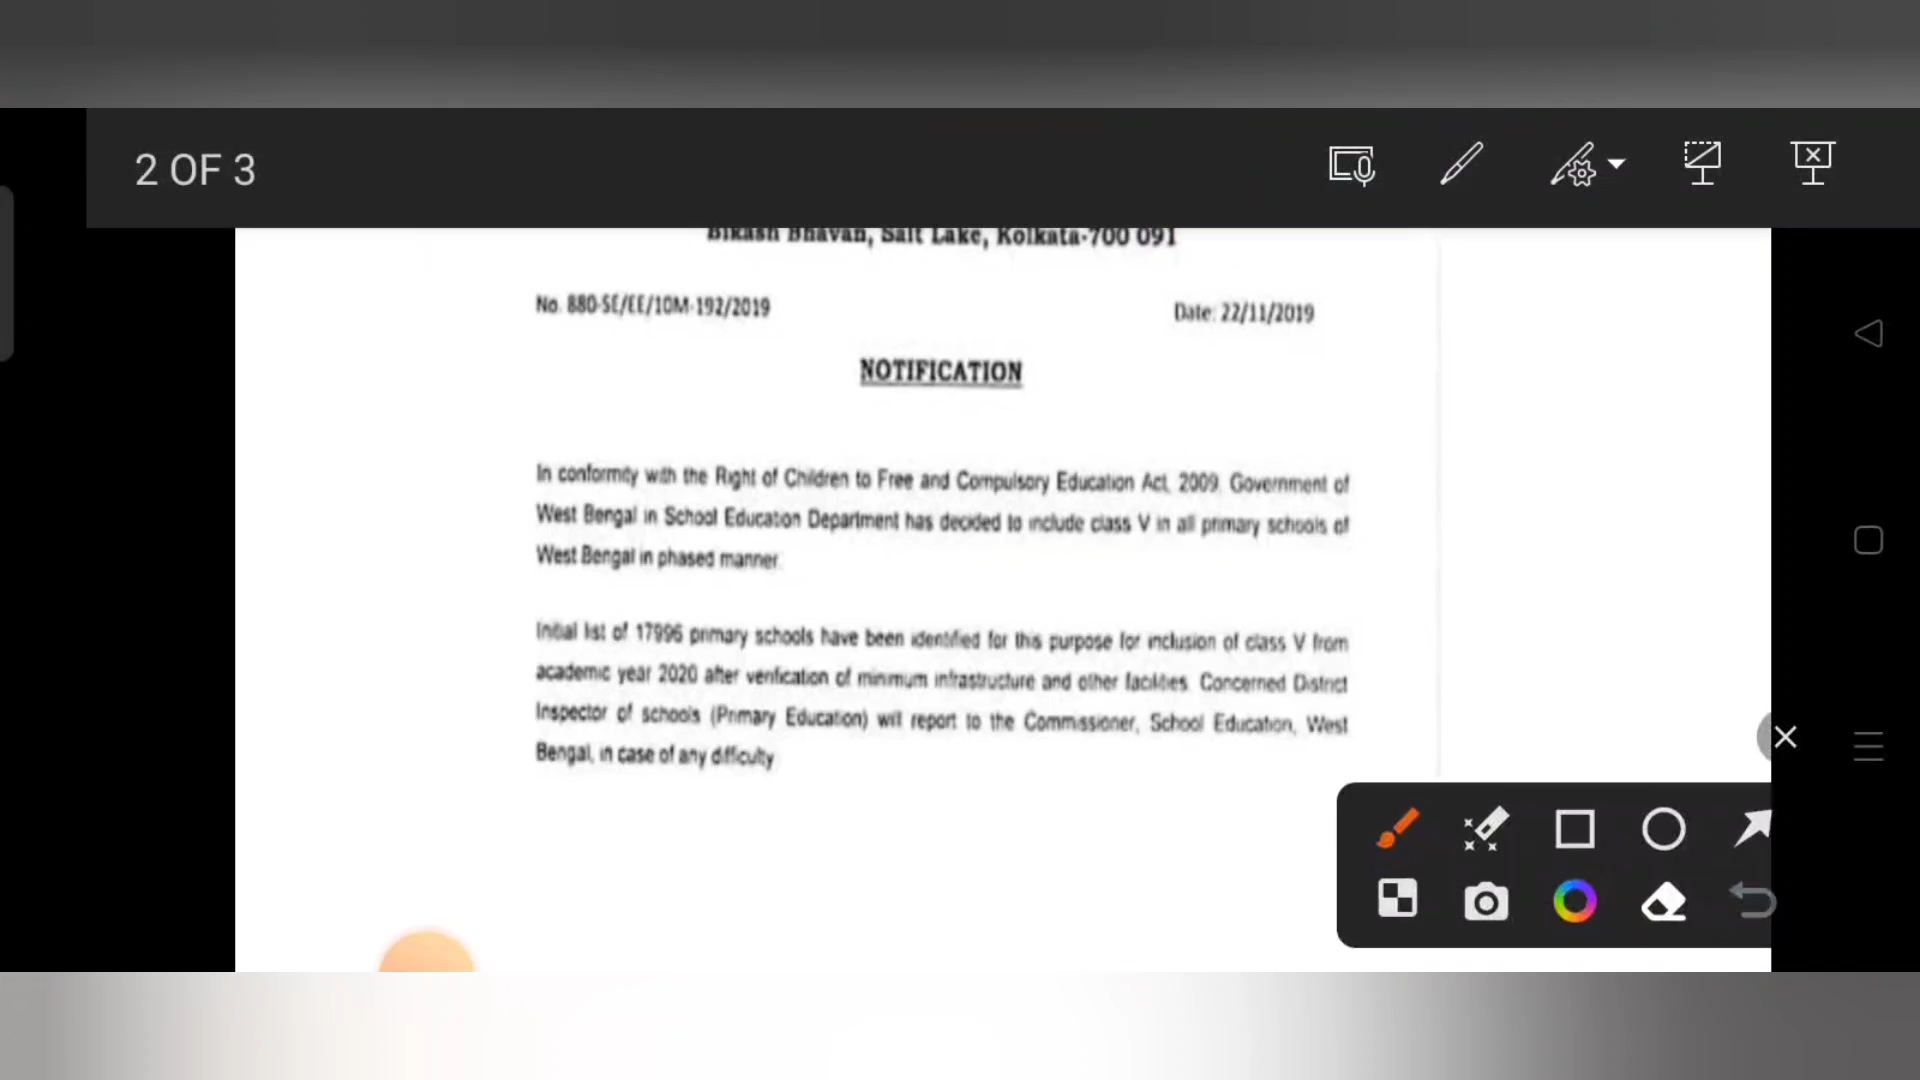 2 OF 3
Bikash Bhavan, Salt Lake, Kolkata-700 091
No. 880-SE/EE/10M-192/2019
Date: 22/11/2019
NOTIFICATION
In conformity with the Right of Children to Free and Compulsory Education Act, 2009. Government of
West Bengal in School Education Department has decided to include class V in all primary schools of
West Bengal in phased manner.
Initial list of 17996 primary schools have been identified for this purpose for inclusion of class V from
academic year 2020 after verification of minimum infrastructure and other facilities. Concerned District
Inspector of schools (Primary Education) will report to the Commissioner, School Education, West
Bengal, in case of any difficulty